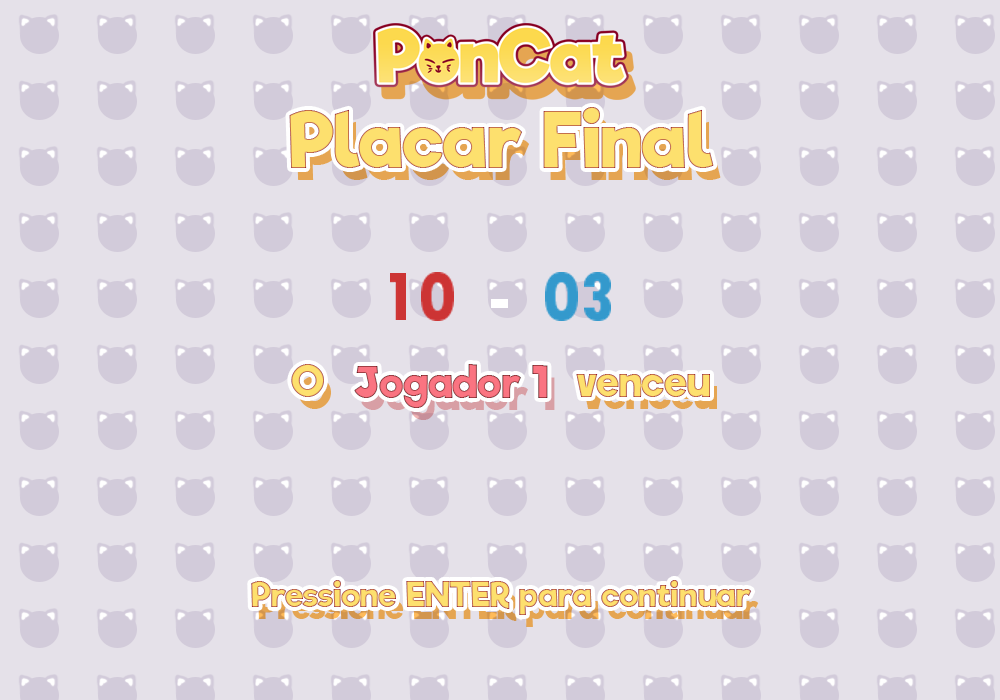 PonCat
Placar Final
10 - 03
O Jogador 1 venceu
Pressione ENTER para continuar